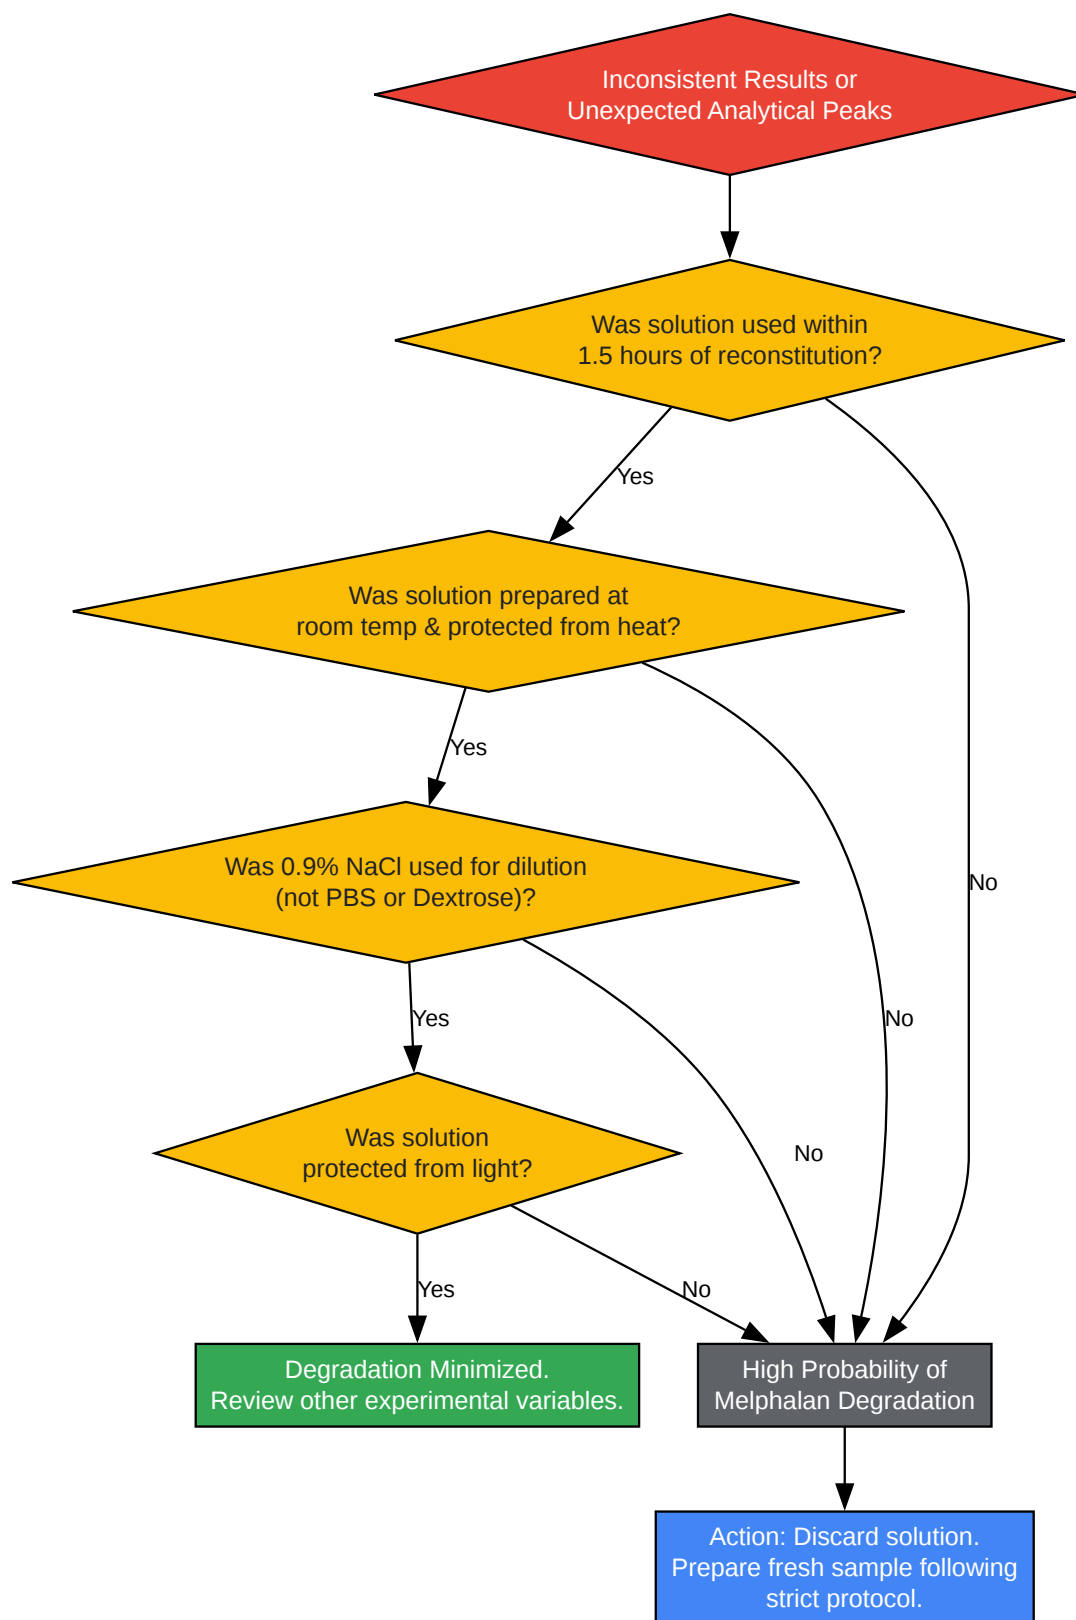 Inconsistent Results or
Unexpected Analytical Peaks
Was solution used within
1.5 hours of reconstitution?
Yes
Was solution prepared at
room temp & protected from heat?
Yes
Was 0.9% NaCl used for dilution
(not PBS or Dextrose)?
No
Yes
No
Was solution
protected from light?
No
Yes
No
Degradation Minimized.
Review other experimental variables.
High Probability of
Melphalan Degradation
Action: Discard solution.
Prepare fresh sample following
strict protocol.